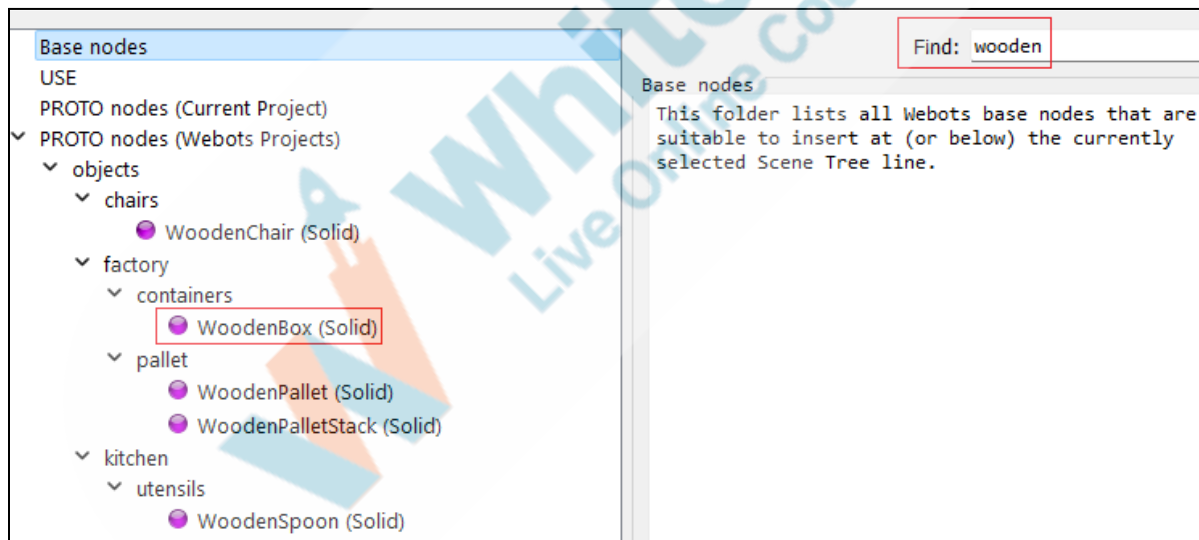 Base nodes
USE
PROTO nodes (Current Project)
PROTO nodes (Webots Projects)
objects
chairs
WoodenChair (Solid)
factory
containers
WoodenBox (Solid)
pallet
WoodenPallet (Solid)
WoodenPalletStack (Solid)
kitchen
utensils
WoodenSpoon (Solid)
Find: wooden
Base nodes
This folder lists all Webots base nodes that are
suitable to insert at (or below) the currently
selected Scene Tree line.
Live Online